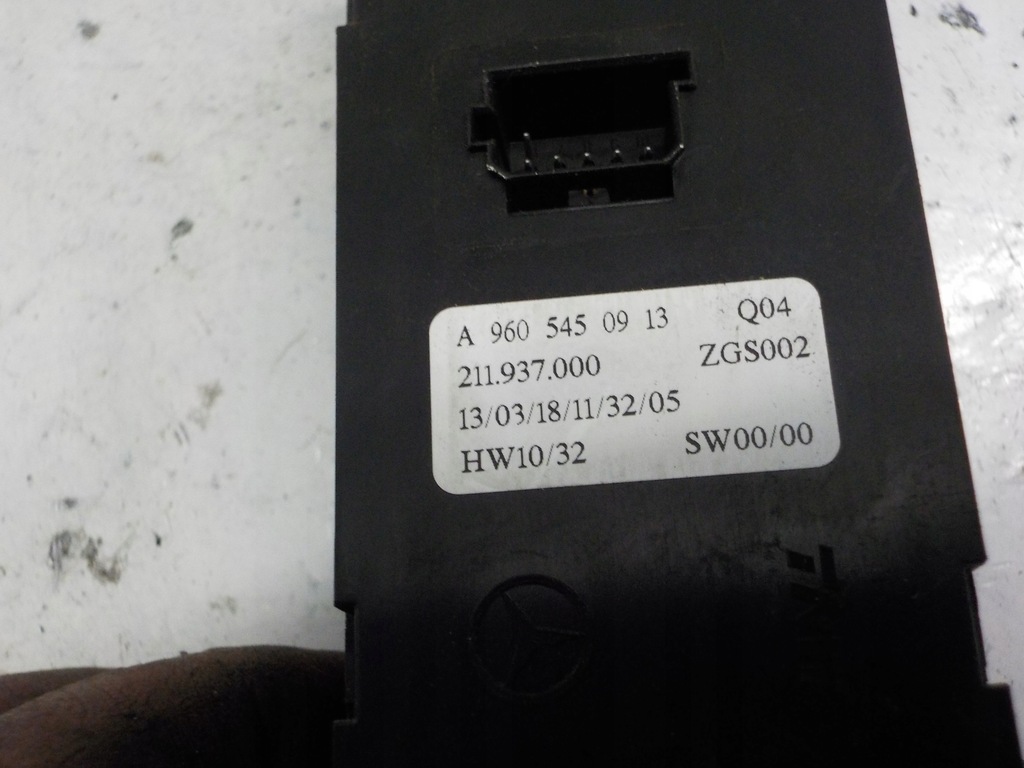 A 960 545 09 13 Q04
211.937.000 ZGS002
13/03/18/11/32/05
HW10/32 SW00/00